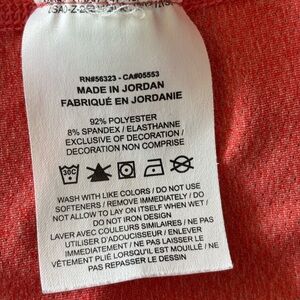 RN#56323 - CA#05553
MADE IN JORDAN
FABRIQUÉ EN JORDANIE
92% POLYESTER
8% SPANDEX / ELASTHANNE
EXCLUSIVE OF DECORATION /
DECORATION NON COMPRISE
30C
WASH WITH LIKE COLORS / DO NOT USE
SOFTENERS / REMOVE IMMEDIATELY / DO
NOT ALLOW TO LAY ON ITSELF WHEN WET /
DO NOT IRON DESIGN
LAVER AVEC COULEURS SIMILAIRES / NE PAS
UTILISER D'ADOUCISSEUR / ENLEVER
IMMÉDIATEMENT / NE PAS LAISSER LE
VÊTEMENT PLIÉ LORSQU'IL EST MOUILLÉ / NE
PAS REPASSER LE DESSIN